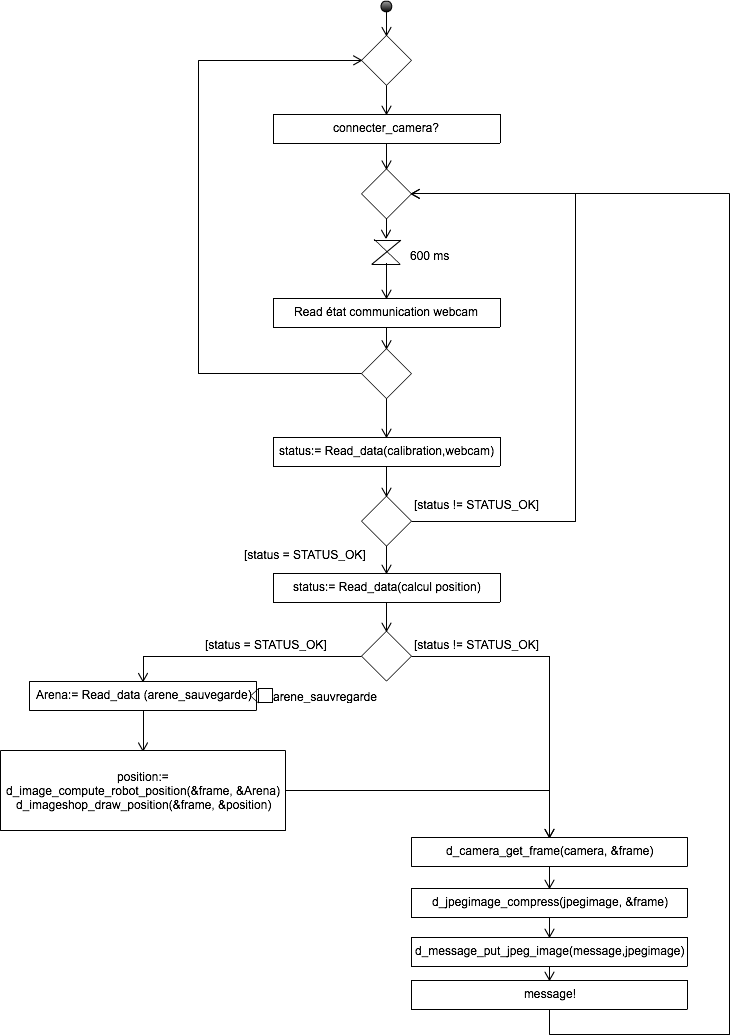 connecter_camera?
600 ms
Read état communication webcam
status:= Read_data(calibration,webcam)
[status != STATUS_OK]
[status = STATUS_OK]
status:= Read_data(calcul position)
[status = STATUS_OK]
[status != STATUS_OK]
Arena:= Read_data (arene_sauvegarde)
arene_sauvregarde
position:=
d_image_compute_robot_position(&frame, &Arena)
d_imageshop_draw_position(&frame, &position)
d_camera_get_frame(camera, &frame)
d_jpegimage_compress(jpegimage, &frame)
d_message_put_jpeg_image(message,jpegimage)
message!